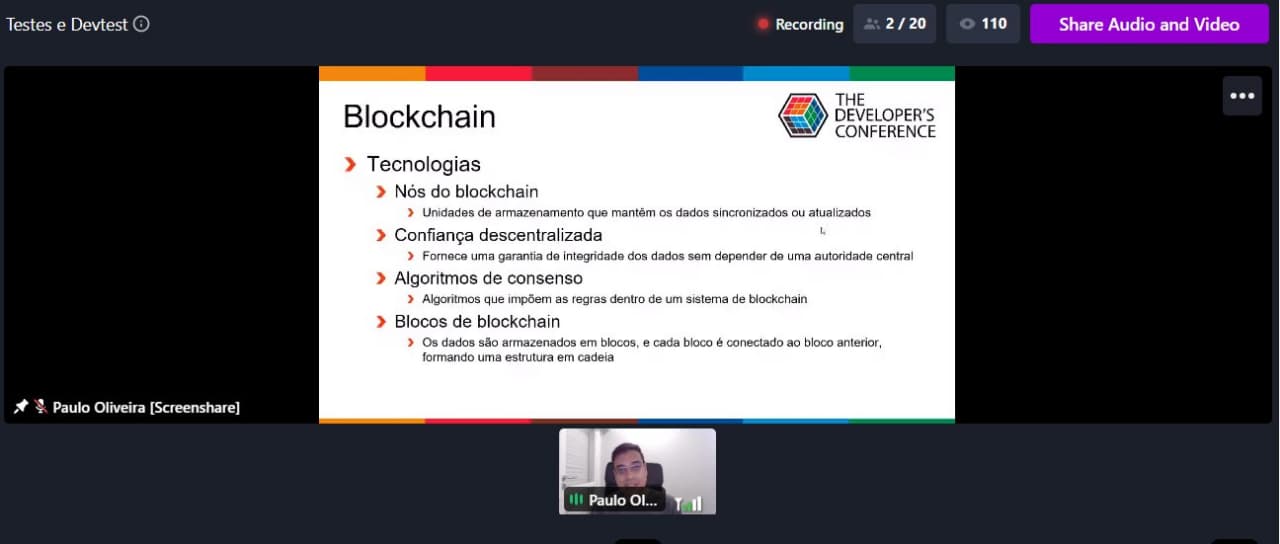 Testes e Devtest
Recording
2 / 20
110
Share Audio and Video
Blockchain
THE
DEVELOPER'S
CONFERENCE
Tecnologias
Nós do blockchain
Unidades de armazenamento que mantêm os dados sincronizados ou atualizados
Confiança descentralizada
Fornece uma garantia de integridade dos dados sem depender de uma autoridade central
Algoritmos de consenso
Algoritmos que impõem as regras dentro de um sistema de blockchain
Blocos de blockchain
Os dados são armazenados em blocos, e cada bloco é conectado ao bloco anterior,
formando uma estrutura em cadeia
Paulo Oliveira [Screenshare]
Paulo Ol...